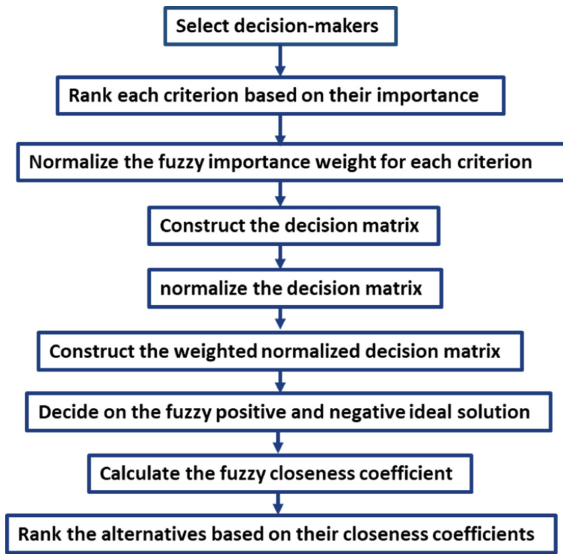 Select decision-makers
Rank each criterion based on their importance
Normalize the fuzzy importance weight for each criterion
Construct the decision matrix
normalize the decision matrix
Construct the weighted normalized decision matrix
Decide on the fuzzy positive and negative ideal solution
Calculate the fuzzy closeness coefficient
Rank the alternatives based on their closeness coefficients